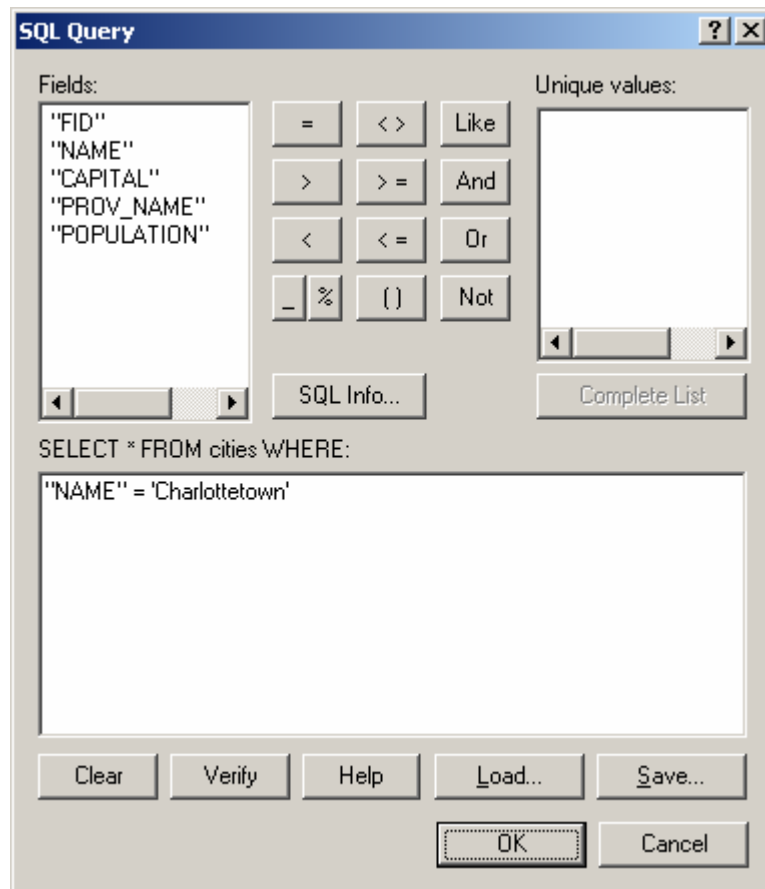 SQL Query
? X
Fields:
"FID"
"NAME"
"CAPITAL"
"PROV_NAME"
"POPULATION"
= < > Like
> > = And
< < = Or
_ % ( ) Not
SQL Info...
Unique values:
Complete List
SELECT * FROM cities WHERE:
"NAME" = 'Charlottetown'
Clear Verify Help Load... Save...
OK Cancel